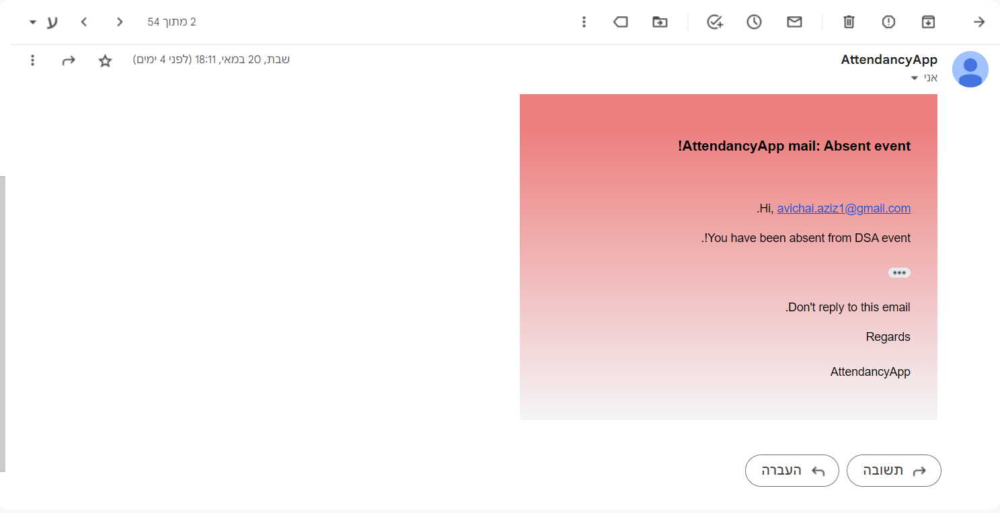 2 מתוך 54 ע
AttendancyApp
שבת, 20 במאי, 18:11 (לפני 4 ימים)
אני
!AttendancyApp mail: Absent event
.Hi, avichai.aziz1@gmail.com
.!You have been absent from DSA event
.Don't reply to this email
Regards
AttendancyApp
תשובה העברה